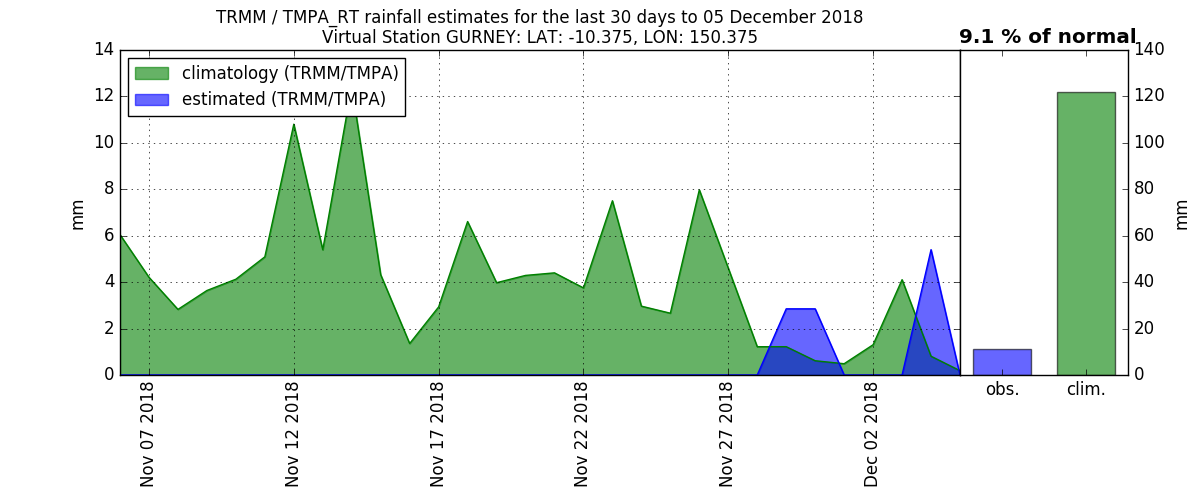 TRMM / TMPA_RT rainfall estimates for the last 30 days to 05 December 2018
Virtual Station GURNEY: LAT: -10.375, LON: 150.375
9.1 % of normal
climatology (TRMM/TMPA)
estimated (TRMM/TMPA)
14
12
10
8
6
4
2
0
mm
140
120
100
80
60
40
20
0
mm
Nov 07 2018
Nov 12 2018
Nov 17 2018
Nov 22 2018
Nov 27 2018
Dec 02 2018
obs.
clim.